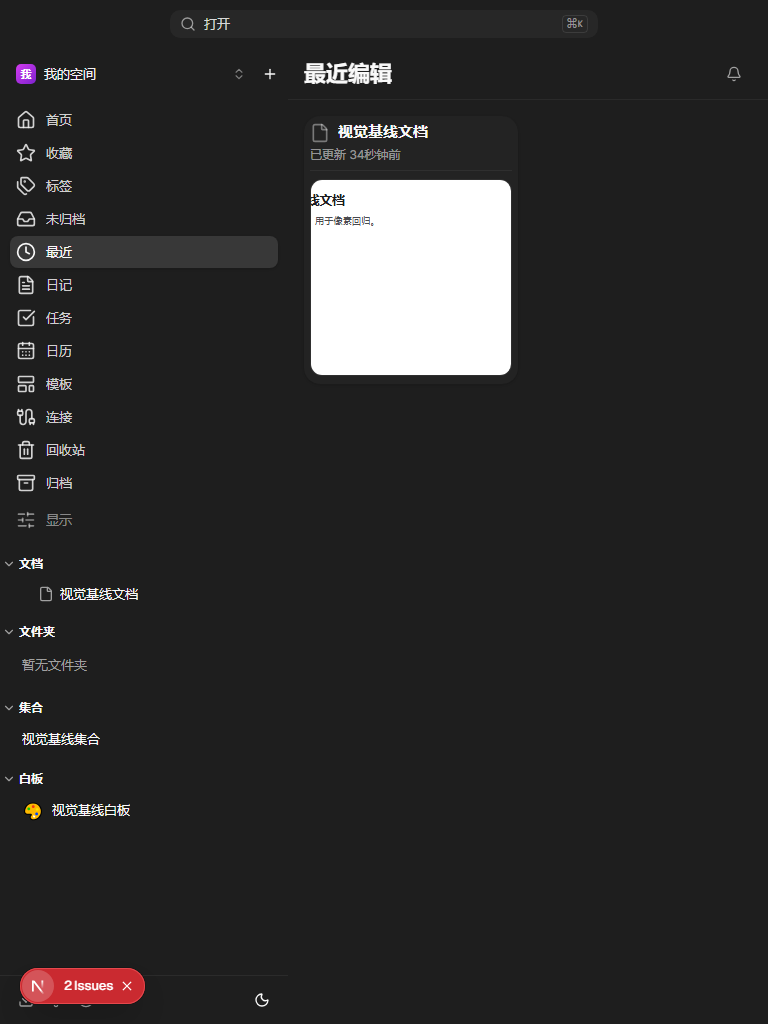 打开
⌘K
我 我的空间
最近编辑
首页
收藏
标签
未归档
最近
日记
任务
日历
模板
连接
回收站
归档
显示
文档
视觉基线文档
文件夹
暂无文件夹
集合
视觉基线集合
白板
视觉基线白板
N 2 Issues
视觉基线文档
已更新 34秒钟前
线文档
用于像素回归。